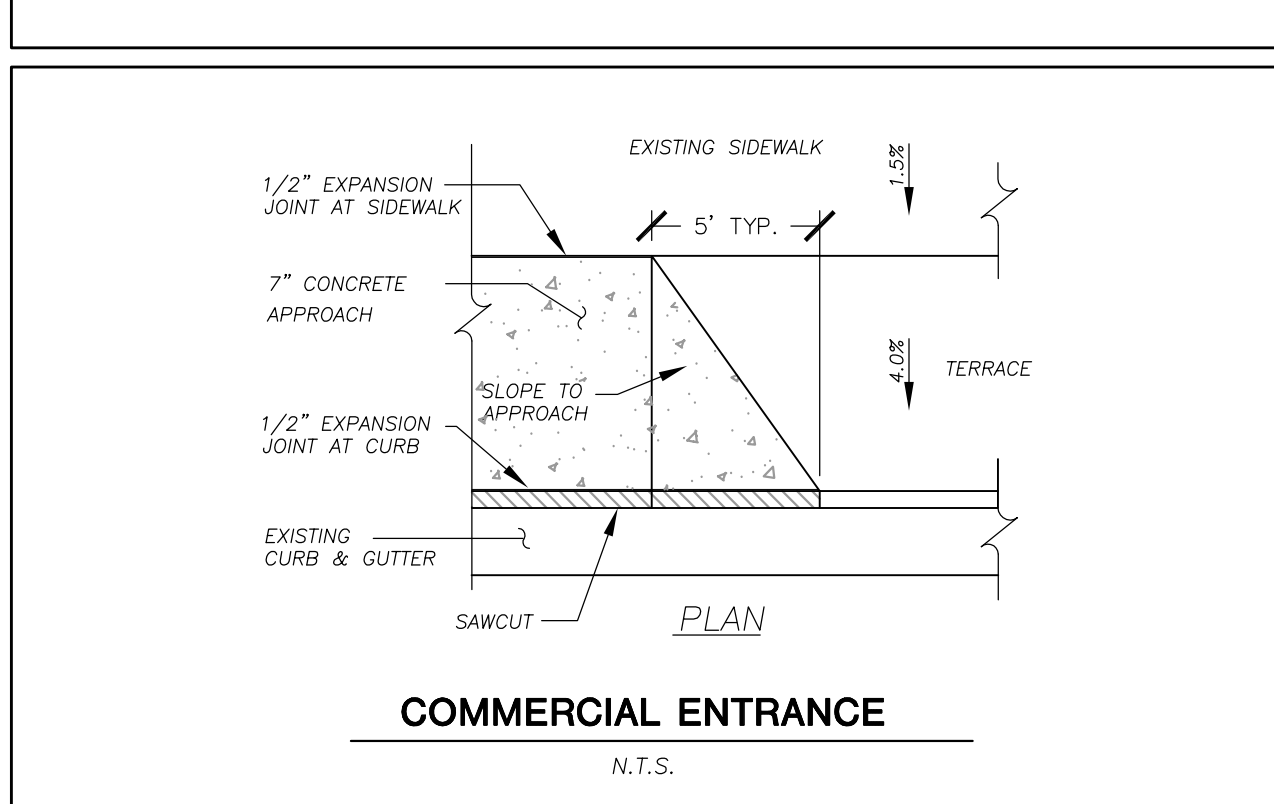 EXISTING SIDEWALK
1.5%
1/2” EXPANSION
JOINT AT SIDEWALK
5' TYP.
7” CONCRETE
APPROACH
4.0%
TERRACE
SLOPE TO
APPROACH
1/2” EXPANSION
JOINT AT CURB
EXISTING
CURB & GUTTER
SAWCUT
PLAN
COMMERCIAL ENTRANCE
N.T.S.